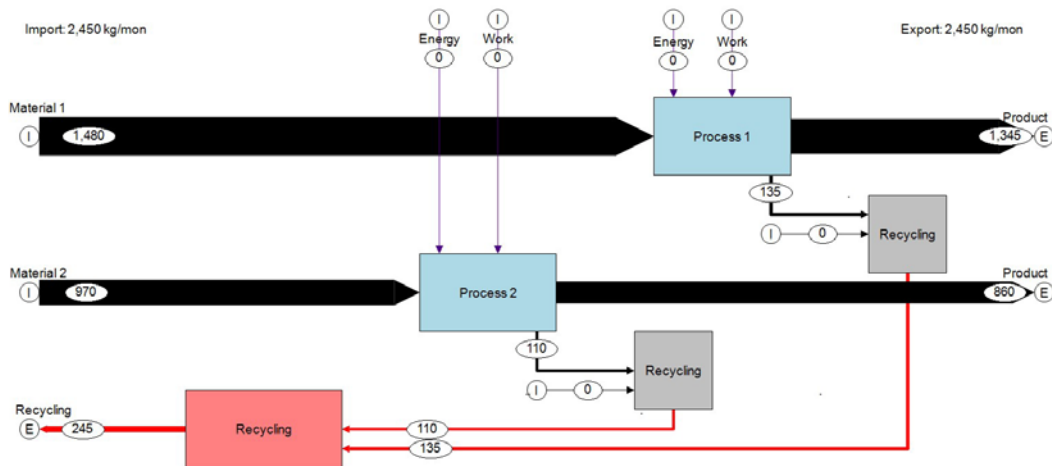 Import: 2,450 kg/mon
Export: 2,450 kg/mon
I
I
I
I
Energy
Work
Energy
Work
0
0
0
0
Material 1
Product
I
1,480
Process 1
1,345
E
135
I
0
Recycling
Material 2
Product
I
970
Process 2
860
E
110
I
0
Recycling
Recycling
E
245
Recycling
110
135